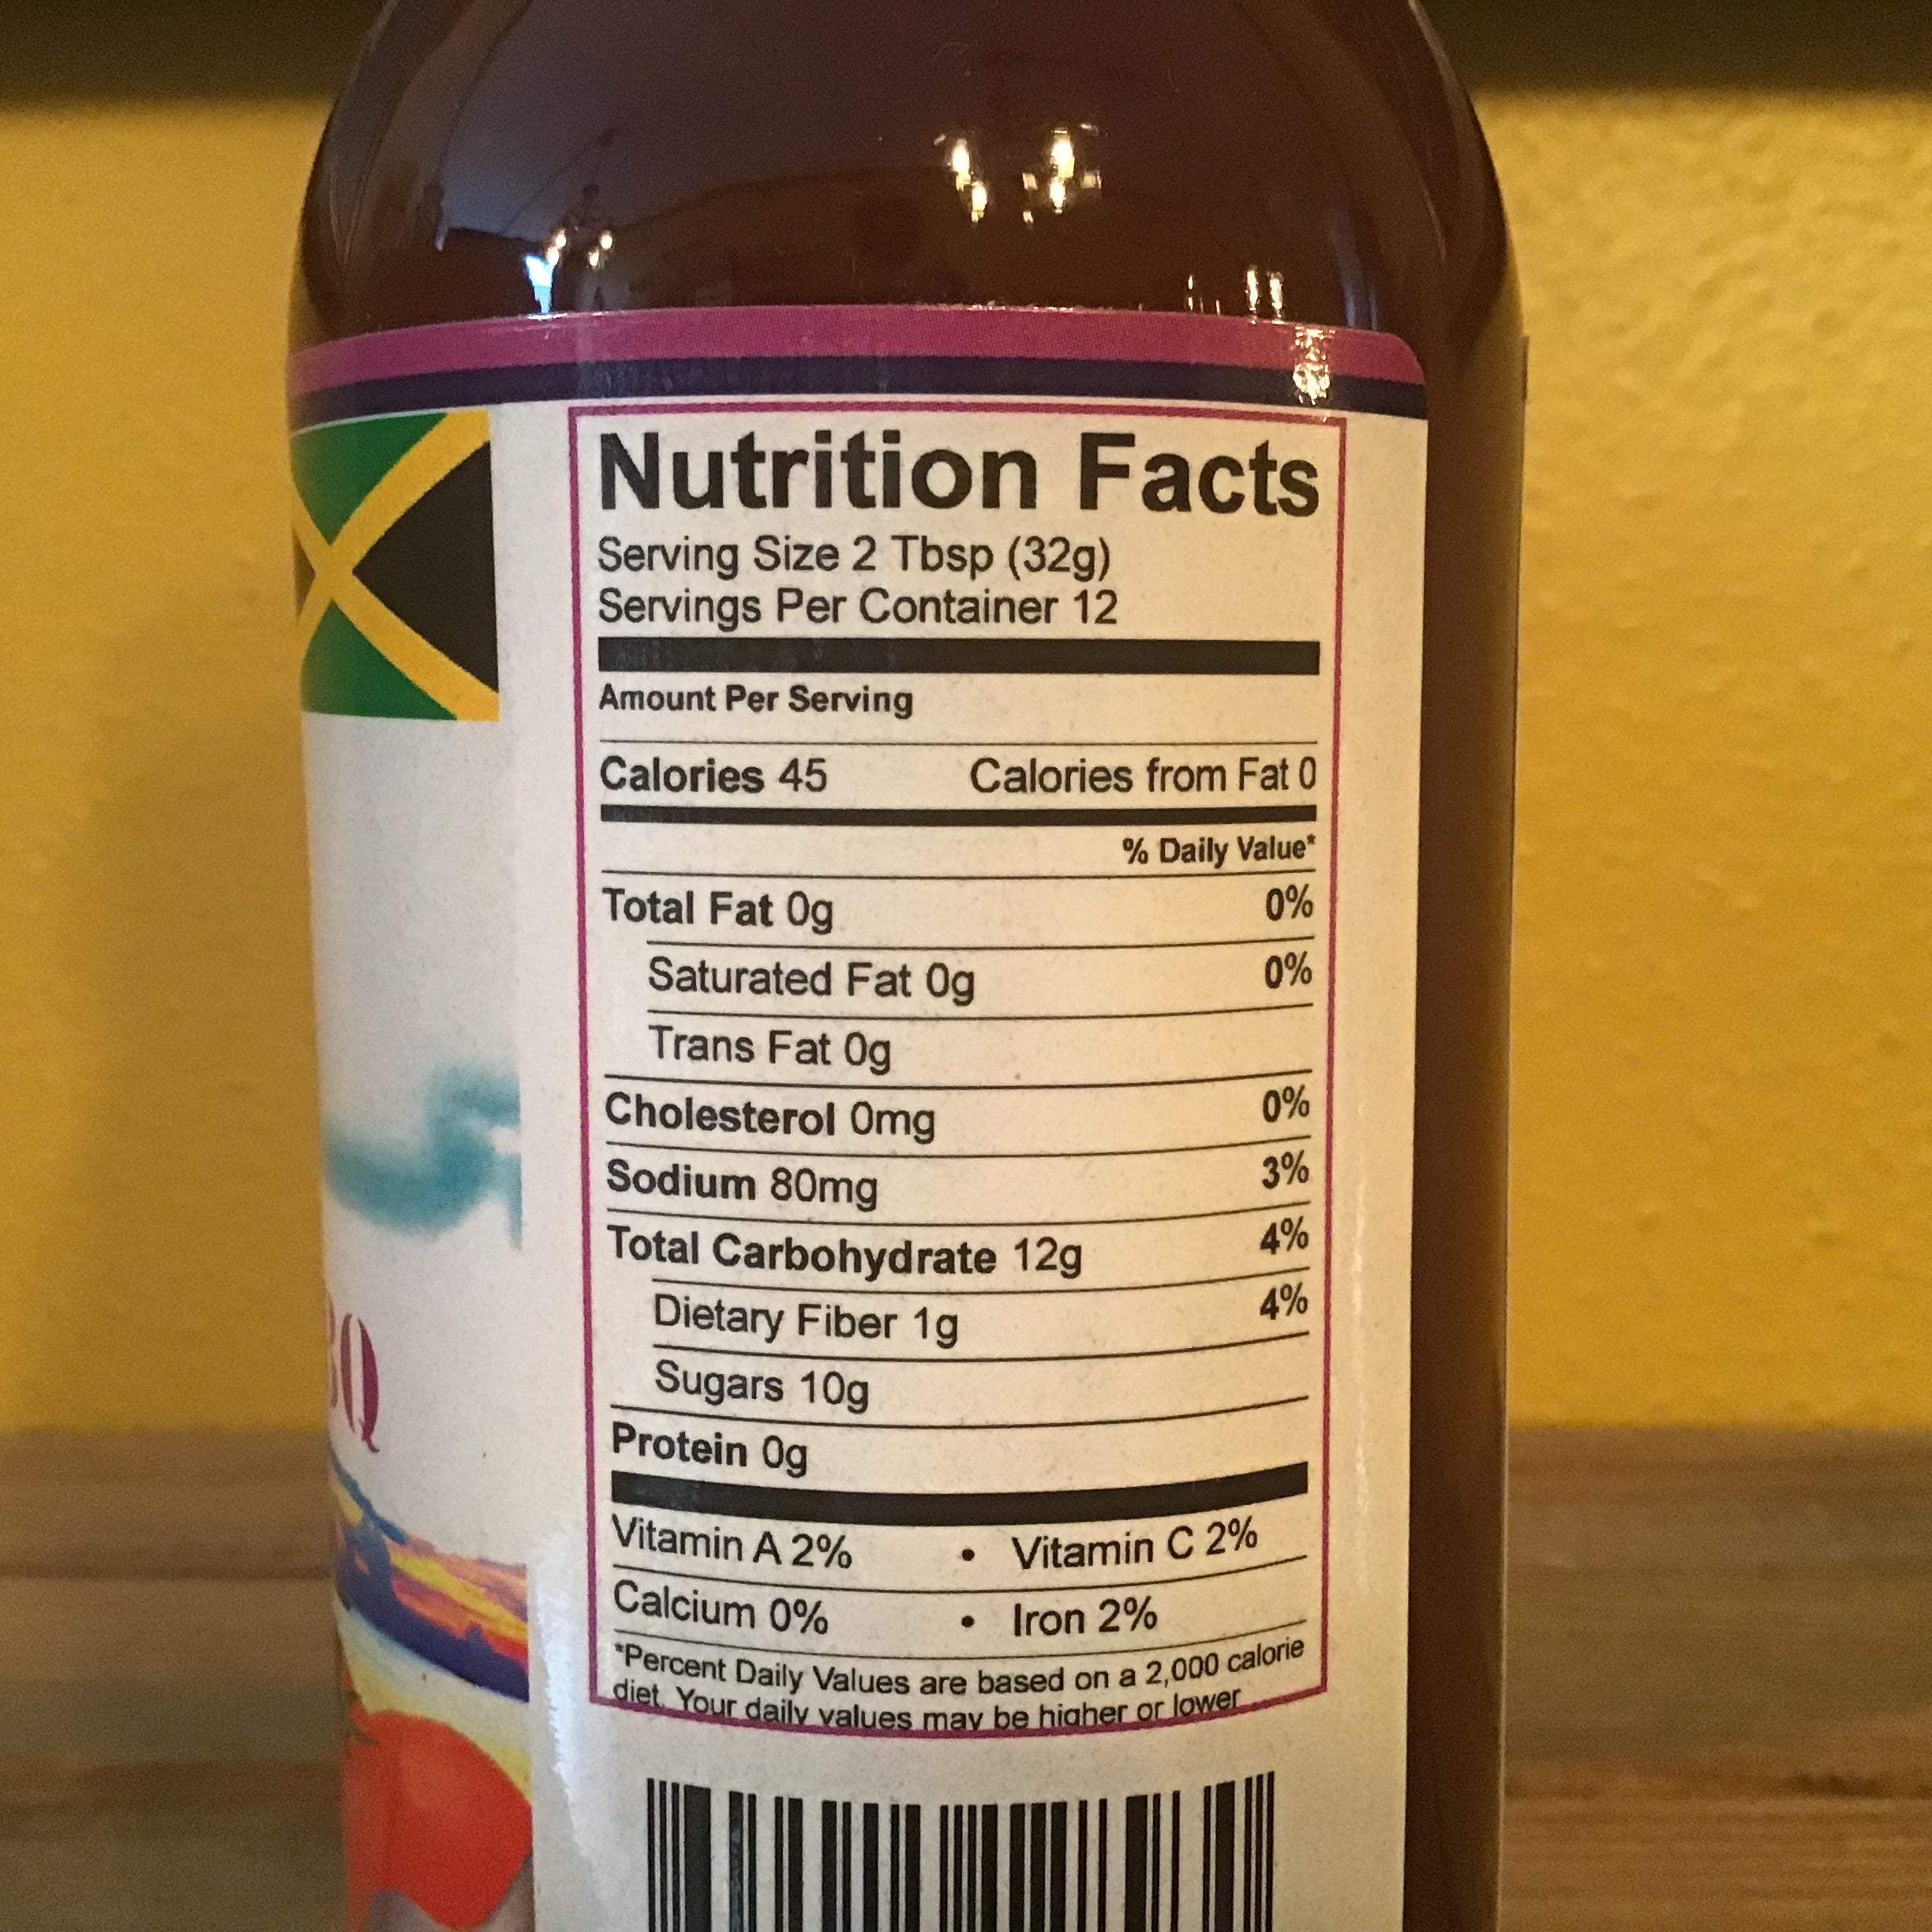 Nutrition Facts
Serving Size 2 Tbsp (32g)
Servings Per Container 12
Amount Per Serving
Calories 45 Calories from Fat 0
% Daily Value*
Total Fat 0g 0%
Saturated Fat 0g 0%
Trans Fat 0g
Cholesterol 0mg 0%
Sodium 80mg 3%
Total Carbohydrate 12g 4%
Dietary Fiber 1g 4%
Sugars 10g
Protein 0g
Vitamin A 2% • Vitamin C 2%
Calcium 0% • Iron 2%
*Percent Daily Values are based on a 2,000 calorie
diet. Your daily values may be higher or lower